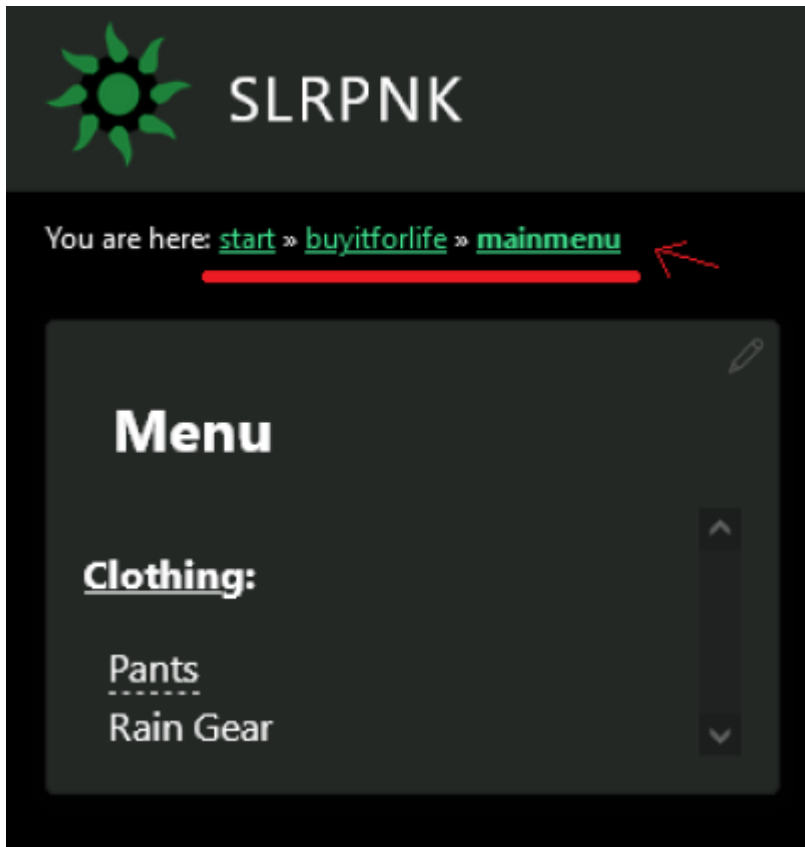 SLRPNK
You are here: start » buyitforlife » mainmenu
Menu
Clothing:
Pants
Rain Gear